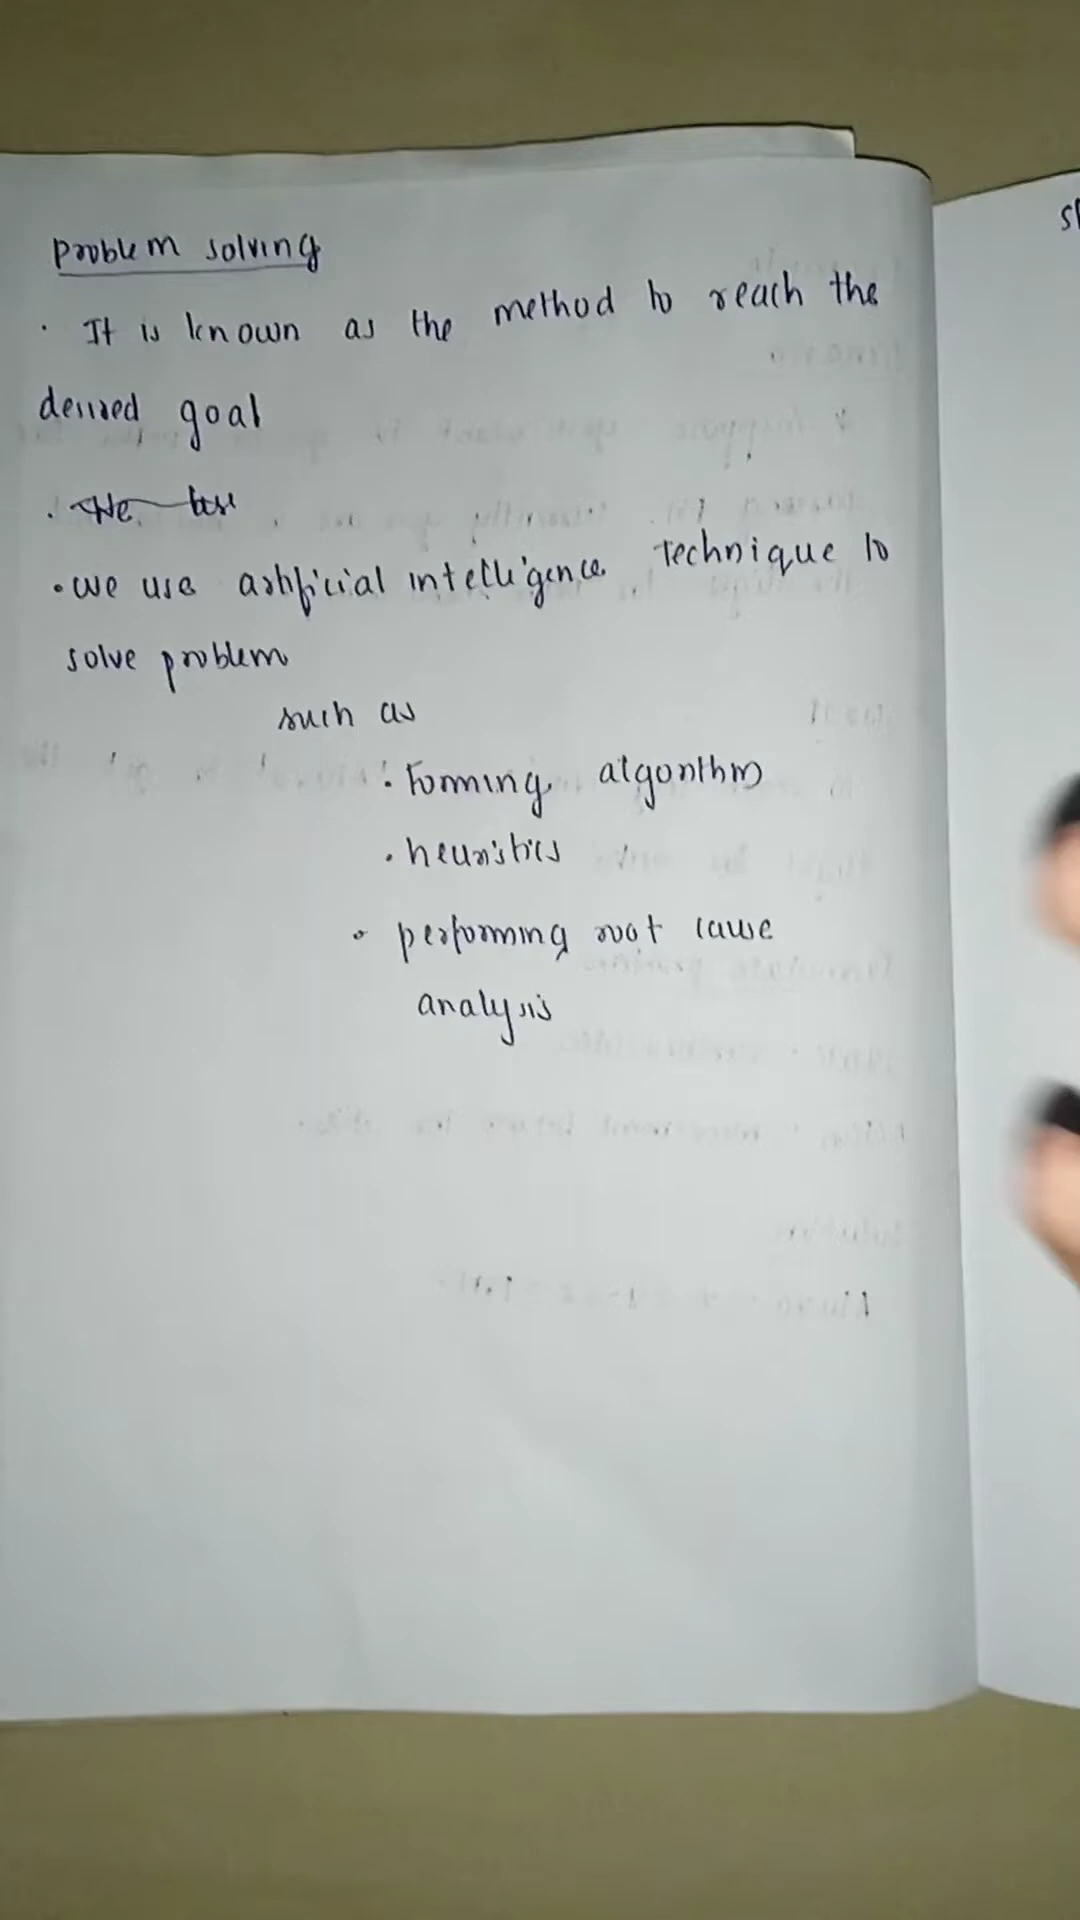 Problem solving
· It is known as the method to reach the
desired goal
· we use artificial intelligence Technique to
solve problem
such as
· Forming algorithm
· heuristics
· performing root cause
analysis